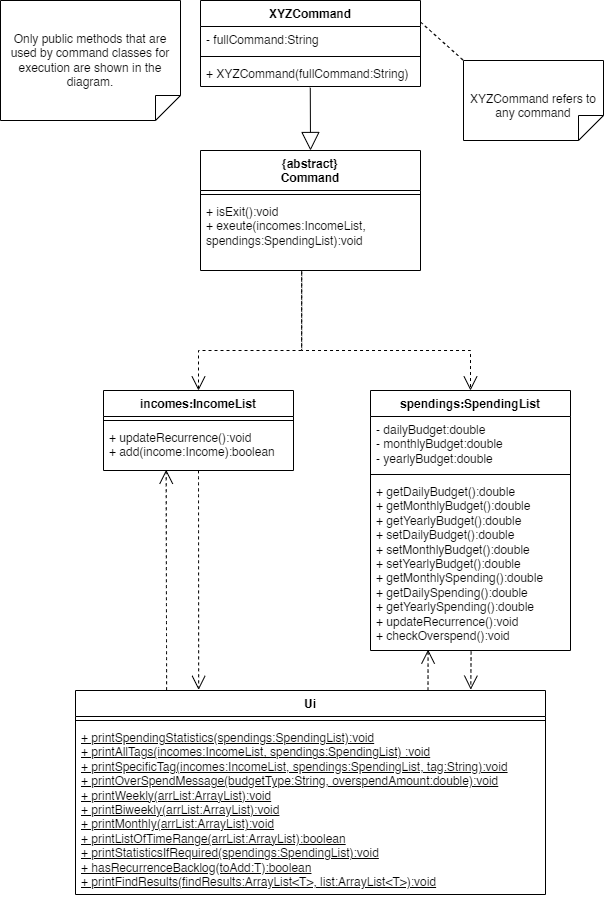 Only public methods that are
used by command classes for
execution are shown in the
diagram.
XYZCommand
- fullCommand:String
+ XYZCommand(fullCommand:String)
XYZCommand refers to
any command
{abstract}
Command
+ isExit():void
+ exeute(incomes:IncomeList,
spendings:SpendingList):void
incomes:IncomeList
+ updateRecurrence():void
+ add(income:Income):boolean
spendings:SpendingList
- dailyBudget:double
- monthlyBudget:double
- yearlyBudget:double
+ getDailyBudget():double
+ getMonthlyBudget():double
+ getYearlyBudget():double
+ setDailyBudget():double
+ setMonthlyBudget():double
+ setYearlyBudget():double
+ getMonthlySpending():double
+ getDailySpending():double
+ getYearlySpending():double
+ updateRecurrence():void
+ checkOverspend():void
Ui
+ printSpendingStatistics(spendings:SpendingList):void
+ printAllTags(incomes:IncomeList, spendings:SpendingList) :void
+ printSpecificTag(incomes:IncomeList, spendings:SpendingList, tag:String):void
+ printOverSpendMessage(budgetType:String, overspendAmount:double):void
+ printWeekly(arrList:ArrayList):void
+ printBiweekly(arrList:ArrayList):void
+ printMonthly(arrList:ArrayList):void
+ printListOfTimeRange(arrList:ArrayList):boolean
+ printStatisticsIfRequired(spendings:SpendingList):void
+ hasRecurrenceBacklog(toAdd:T):boolean
+ printFindResults(findResults:ArrayList<T>, list:ArrayList<T>):void